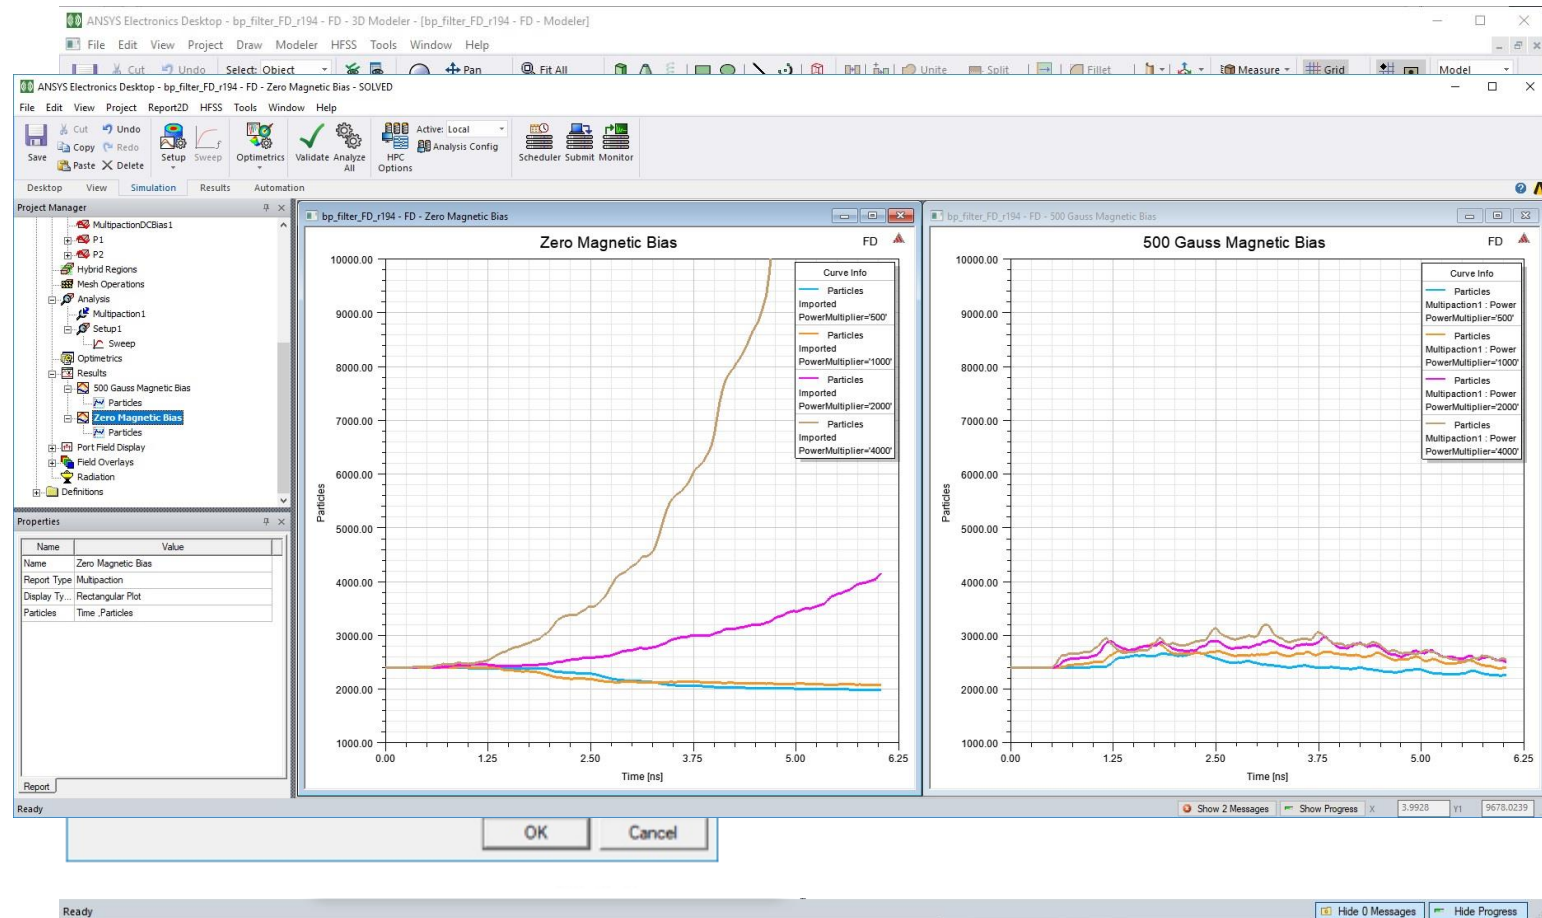 ANSYS Electronics Desktop - bp_filter_FD_r194 - FD - 3D Modeler - [bp_filter_FD_r194 - FD - Modeler]
File Edit View Project Draw Modeler HFSS Tools Window Help
Cut Undo Select: Object Pan Fit All Unite Split Fillet Measure Grid Model
ANSYS Electronics Desktop - bp_filter_FD_r194 - FD - Zero Magnetic Bias - SOLVED
File Edit View Project Report2D HFSS Tools Window Help
Cut Undo Active: Local
Copy Redo Analysis Config
Save Paste Delete Setup Sweep Optimetrics Validate Analyze All HPC Options Scheduler Submit Monitor
Desktop View Simulation Results Automation
Project Manager
MultipactionDCBias1
P1
P2
Hybrid Regions
Mesh Operations
Analysis
Multipaction1
Setup1
Sweep
Optimetrics
Results
500 Gauss Magnetic Bias
Particles
Zero Magnetic Bias
Particles
Port Field Display
Field Overlays
Radiation
Definitions
Properties
Name Value
Name Zero Magnetic Bias
Report Type Multipaction
Display Ty... Rectangular Plot
Particles Time ,Particles
Report
bp_filter_FD_r194 - FD - Zero Magnetic Bias
Zero Magnetic Bias FD
10000.00
9000.00
8000.00
7000.00
6000.00
5000.00
4000.00
3000.00
2000.00
1000.00
Particles
0.00 1.25 2.50 3.75 5.00 6.25
Time [ns]
Curve Info
Particles
Imported
PowerMultiplier='500'
Particles
Imported
PowerMultiplier='1000'
Particles
Imported
PowerMultiplier='2000'
Particles
Imported
PowerMultiplier='4000'
bp_filter_FD_r194 - FD - 500 Gauss Magnetic Bias
500 Gauss Magnetic Bias FD
10000.00
9000.00
8000.00
7000.00
6000.00
5000.00
4000.00
3000.00
2000.00
1000.00
Particles
0.00 1.25 2.50 3.75 5.00 6.25
Time [ns]
Curve Info
Particles
Multipaction1 : Power
PowerMultiplier='500'
Particles
Multipaction1 : Power
PowerMultiplier='1000'
Particles
Multipaction1 : Power
PowerMultiplier='2000'
Particles
Multipaction1 : Power
PowerMultiplier='4000'
Ready Show 2 Messages Show Progress X 3.9928 Y1 9678.0239
OK Cancel
Ready Hide 0 Messages Hide Progress